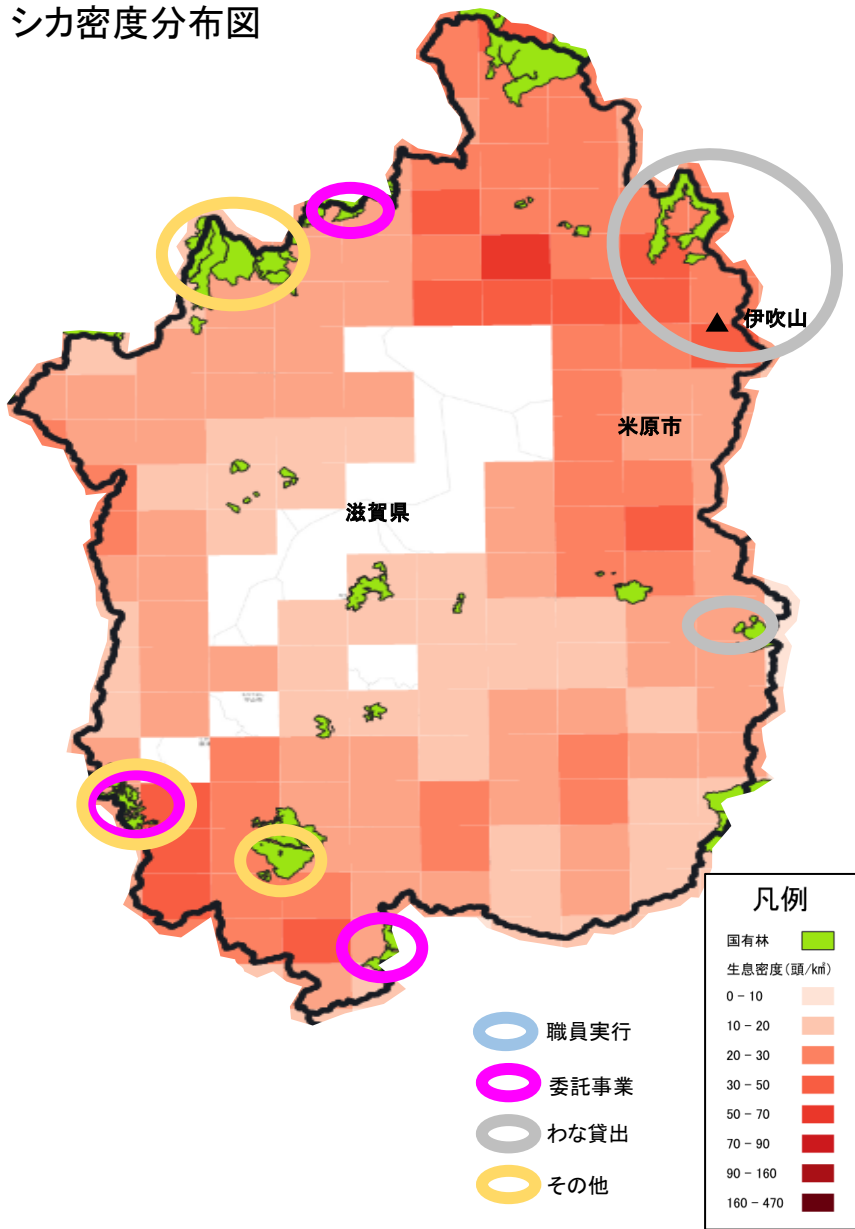 シカ密度分布図
伊吹山
米原市
滋賀県
凡例
国有林
生息密度(頭/k㎡)
0 - 10
10 - 20
20 - 30
30 - 50
50 - 70
70 - 90
90 - 160
160 - 470
職員実行
委託事業
わな貸出
その他